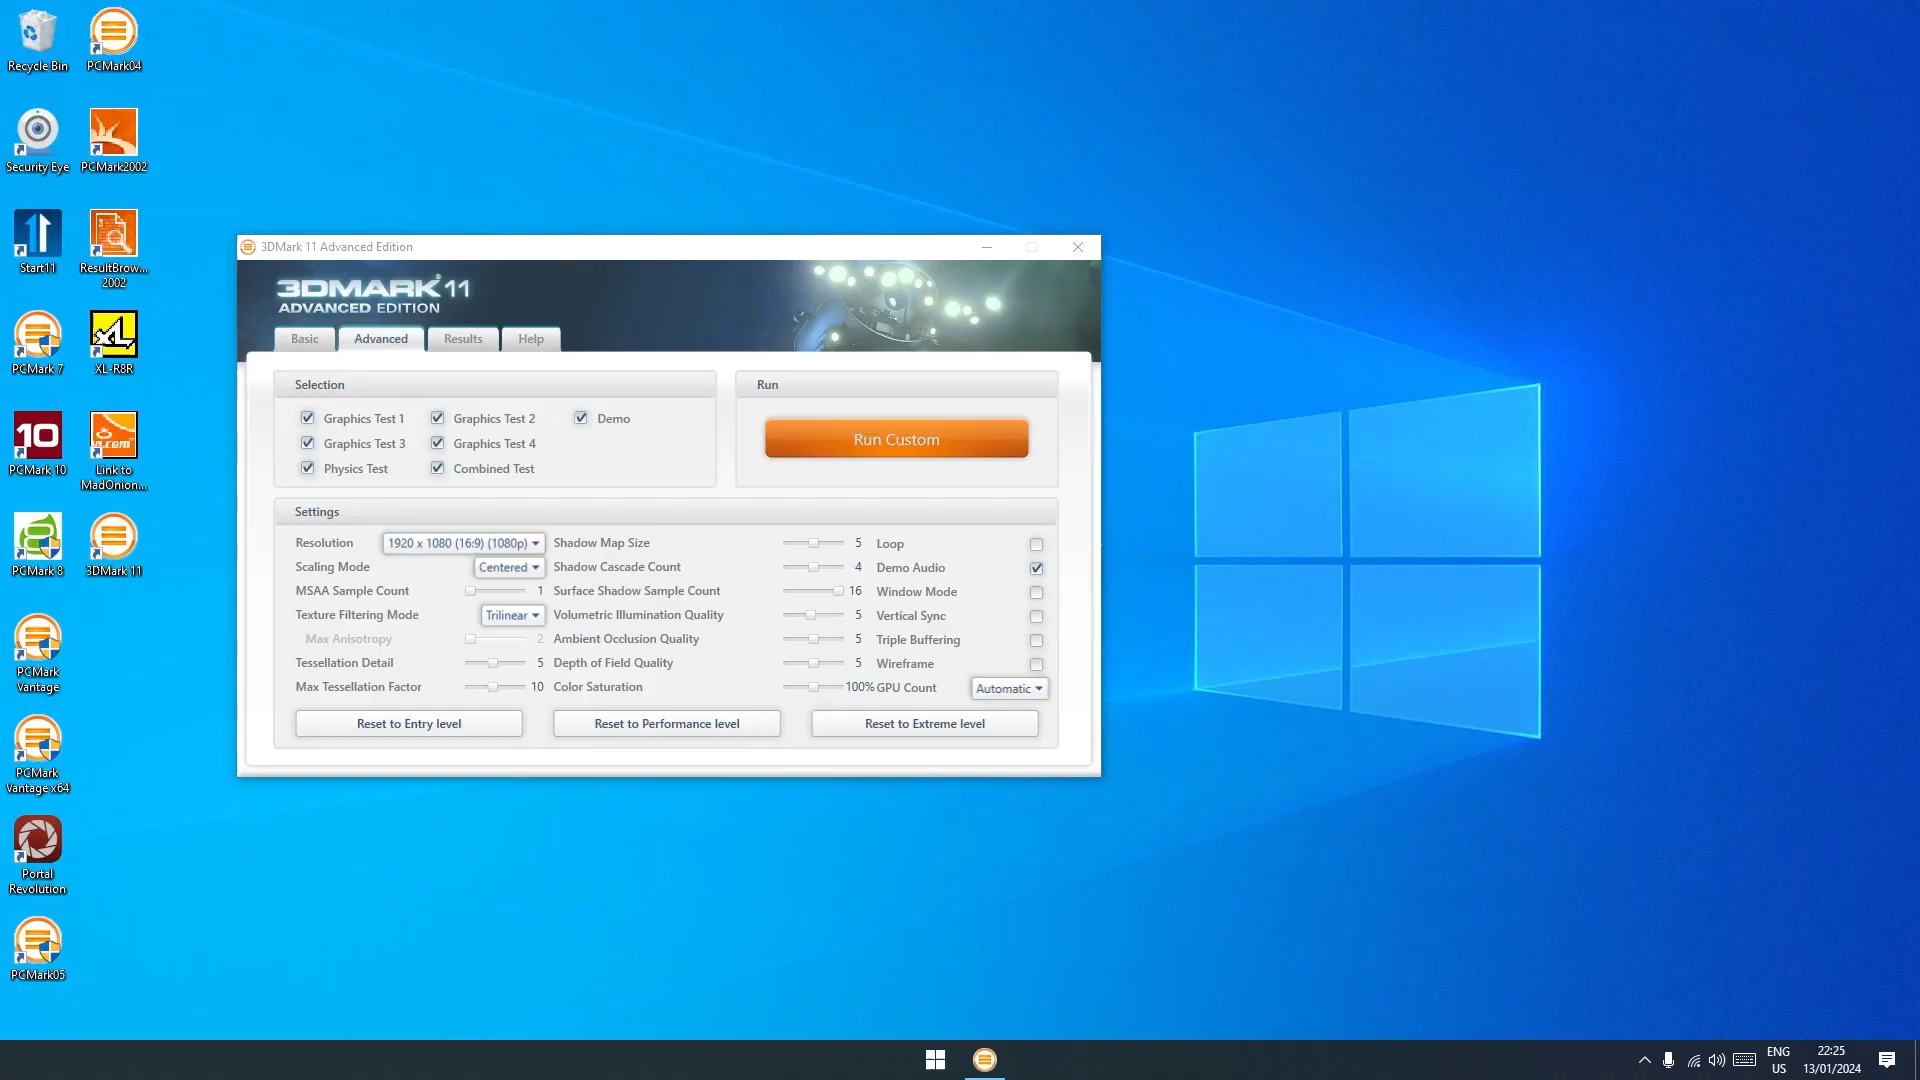 Recycle Bin
PCMark04
Security Eye
PCMark2002
Start11
ResultBrow...
2002
PCMark 7
XL-R8R
PCMark 10
Link to
MadOnion...
PCMark 8
3DMark 11
PCMark
Vantage
PCMark
Vantage x64
Portal
Revolution
PCMark05
3DMark 11 Advanced Edition
3DMARK 11
ADVANCED EDITION
Basic
Advanced
Results
Help
Selection
Graphics Test 1
Graphics Test 2
Demo
Graphics Test 3
Graphics Test 4
Physics Test
Combined Test
Run
Run Custom
Settings
Resolution
1920 x 1080 (16:9) (1080p)
Scaling Mode
Centered
MSAA Sample Count
1
Texture Filtering Mode
Trilinear
Max Anisotropy
2
Tessellation Detail
5
Max Tessellation Factor
10
Shadow Map Size
5
Shadow Cascade Count
4
Surface Shadow Sample Count
16
Volumetric Illumination Quality
5
Ambient Occlusion Quality
5
Depth of Field Quality
5
Color Saturation
100%
Loop
Demo Audio
Window Mode
Vertical Sync
Triple Buffering
Wireframe
GPU Count
Automatic
Reset to Entry level
Reset to Performance level
Reset to Extreme level
ENG
US
22:25
13/01/2024